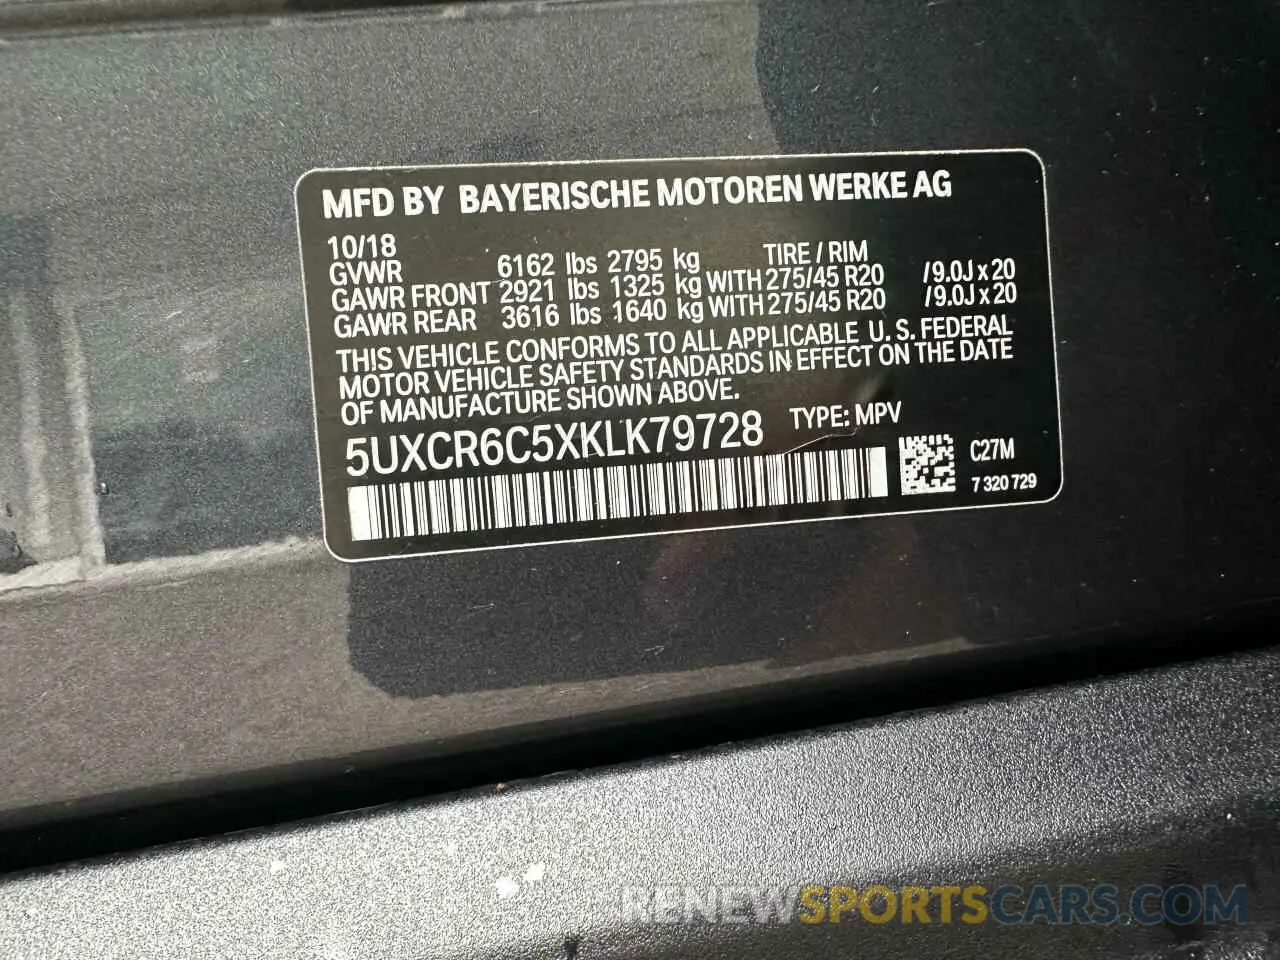 MFD BY BAYERISCHE MOTOREN WERKE AG
10/18
GVWR 6162 lbs 2795 kg TIRE / RIM
GAWR FRONT 2921 lbs 1325 kg WITH 275/45 R20 /9.0J x 20
GAWR REAR 3616 lbs 1640 kg WITH 275/45 R20 /9.0J x 20
THIS VEHICLE CONFORMS TO ALL APPLICABLE U. S. FEDERAL
MOTOR VEHICLE SAFETY STANDARDS IN EFFECT ON THE DATE
OF MANUFACTURE SHOWN ABOVE.
5UXCR6C5XKLK79728 TYPE: MPV
C27M
7 320 729
RENEWSPORTSCARS.COM